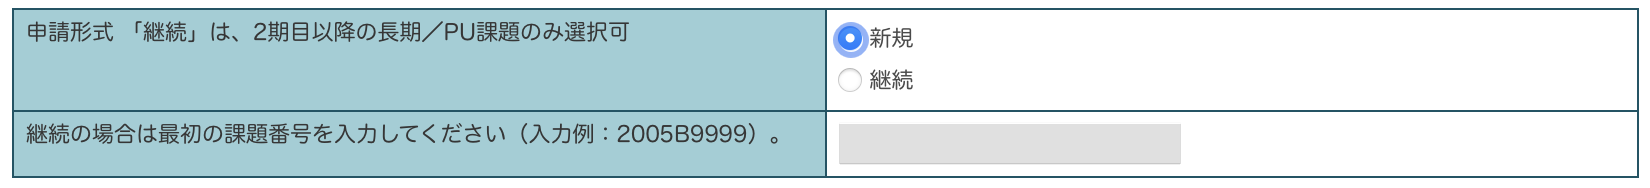 申請形式 「継続」は、2期目以降の長期／PU課題のみ選択可
新規
継続
継続の場合は最初の課題番号を入力してください（入力例：2005B9999）。